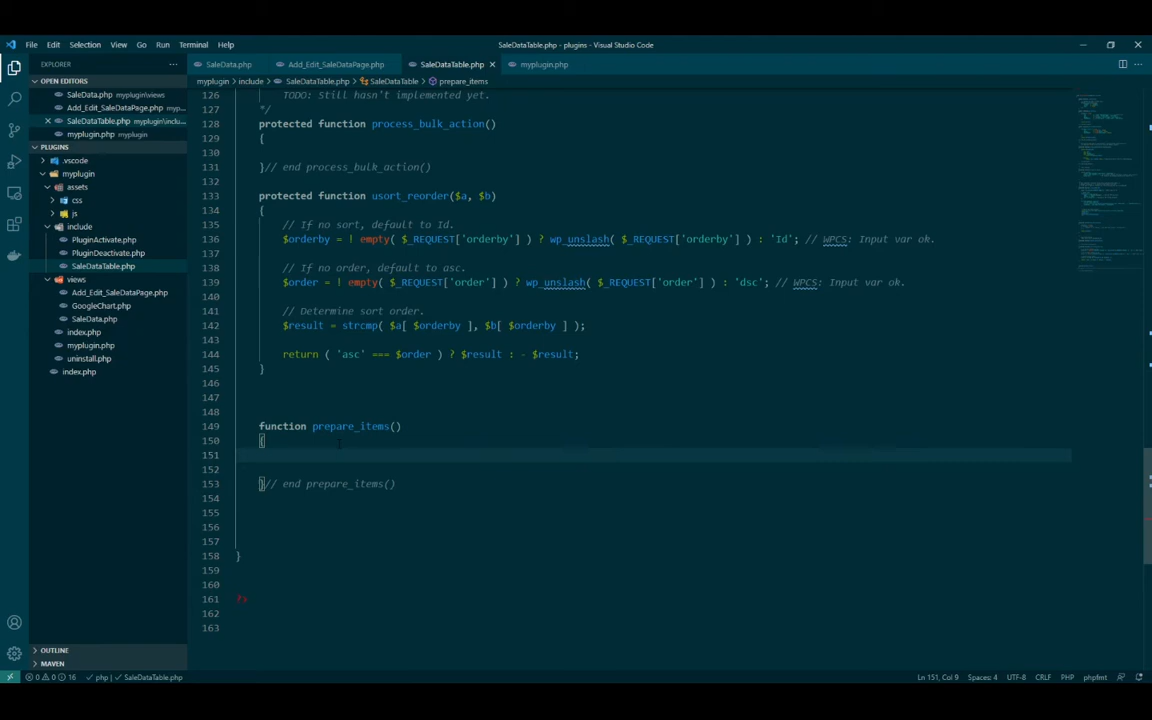 File Edit Selection View Go Run Terminal Help
SaleDataTable.php - plugins - Visual Studio Code
EXPLORER
SaleData.php Add_Edit_SaleDataPage.php SaleDataTable.php myplugin.php
OPEN EDITORS
SaleData.php myplugin\views
Add_Edit_SaleDataPage.php myp...
SaleDataTable.php myplugin\inclu...
myplugin.php myplugin
PLUGINS
.vscode
myplugin
assets
css
js
include
PluginActivate.php
PluginDeactivate.php
SaleDataTable.php
views
Add_Edit_SaleDataPage.php
GoogleChart.php
SaleData.php
index.php
myplugin.php
uninstall.php
index.php
OUTLINE
MAVEN
myplugin > include > SaleDataTable.php > SaleDataTable > prepare_items
126 TODO: Still hasn't implemented yet.
127 */
128 protected function process_bulk_action()
129 {
130
131 }// end process_bulk_action()
132
133 protected function usort_reorder($a, $b)
134 {
135 // If no sort, default to Id.
136 $orderby = ! empty( $_REQUEST['orderby'] ) ? wp_unslash( $_REQUEST['orderby'] ) : 'Id'; // WPCS: Input var ok.
137
138 // If no order, default to asc.
139 $order = ! empty( $_REQUEST['order'] ) ? wp_unslash( $_REQUEST['order'] ) : 'dsc'; // WPCS: Input var ok.
140
141 // Determine sort order.
142 $result = strcmp( $a[ $orderby ], $b[ $orderby ] );
143
144 return ( 'asc' === $order ) ? $result : - $result;
145 }
146
147
148
149 function prepare_items()
150 {
151
152
153 }// end prepare_items()
154
155
156
157
158 }
159
160
161 ?>
162
163
0 0 16 php SaleDataTable.php
Ln 151, Col 9 Spaces: 4 UTF-8 CRLF PHP phpfmt